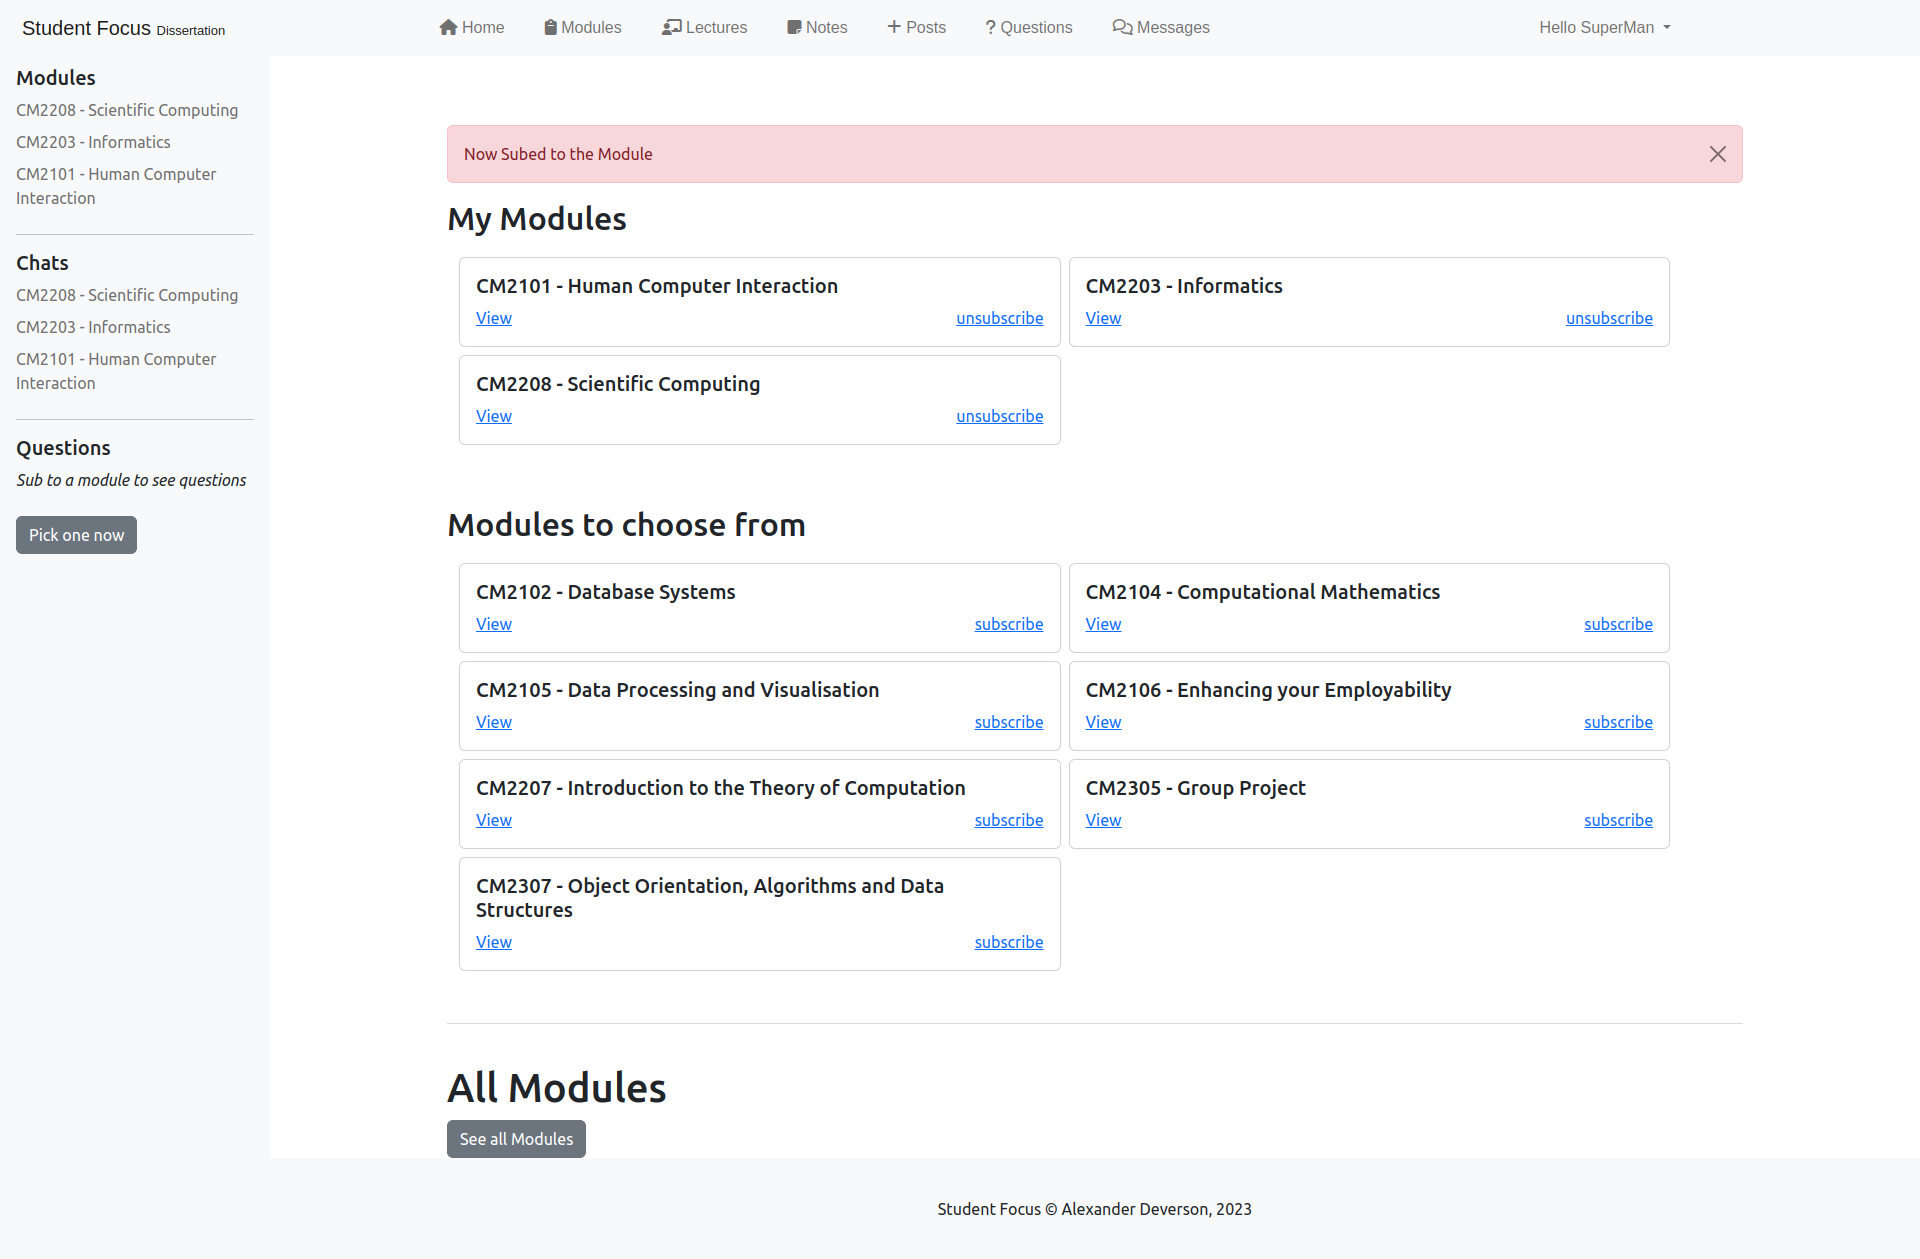 Student Focus Dissertation
Home Modules Lectures Notes Posts Questions Messages Hello SuperMan
Modules
CM2208 - Scientific Computing
CM2203 - Informatics
CM2101 - Human Computer
Interaction
Chats
CM2208 - Scientific Computing
CM2203 - Informatics
CM2101 - Human Computer
Interaction
Questions
Sub to a module to see questions
Pick one now
Now Subed to the Module
My Modules
CM2101 - Human Computer Interaction
View unsubscribe
CM2203 - Informatics
View unsubscribe
CM2208 - Scientific Computing
View unsubscribe
Modules to choose from
CM2102 - Database Systems
View subscribe
CM2104 - Computational Mathematics
View subscribe
CM2105 - Data Processing and Visualisation
View subscribe
CM2106 - Enhancing your Employability
View subscribe
CM2207 - Introduction to the Theory of Computation
View subscribe
CM2305 - Group Project
View subscribe
CM2307 - Object Orientation, Algorithms and Data
Structures
View subscribe
All Modules
See all Modules
Student Focus © Alexander Deverson, 2023